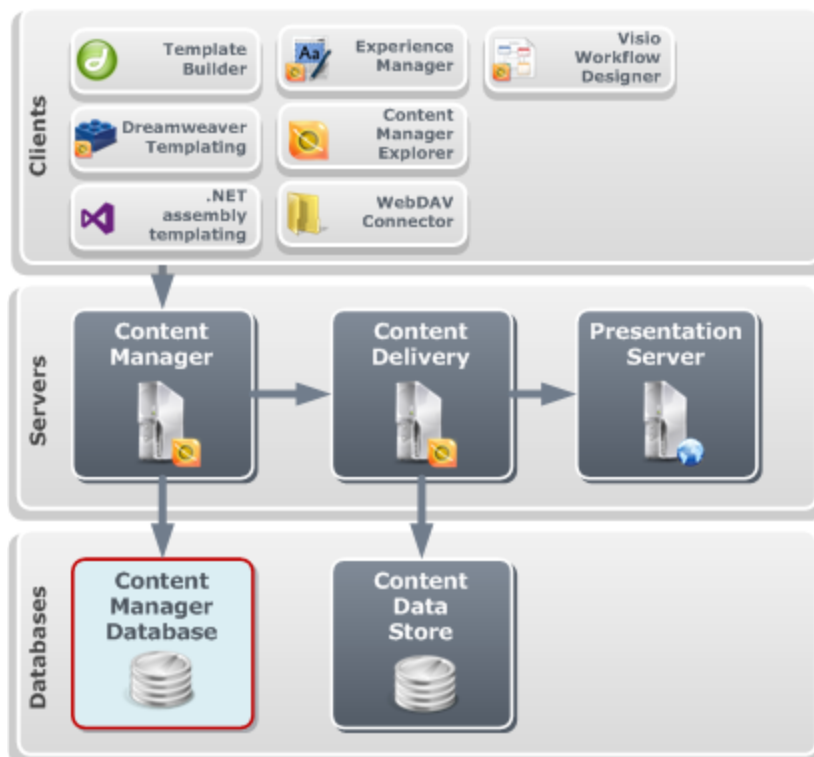 Clients
Template
Builder
Experience
Manager
Visio
Workflow
Designer
Dreamweaver
Templating
Content
Manager
Explorer
.NET
assembly
templating
WebDAV
Connector
Servers
Content
Manager
Content
Delivery
Presentation
Server
Databases
Content
Manager
Database
Content
Data
Store